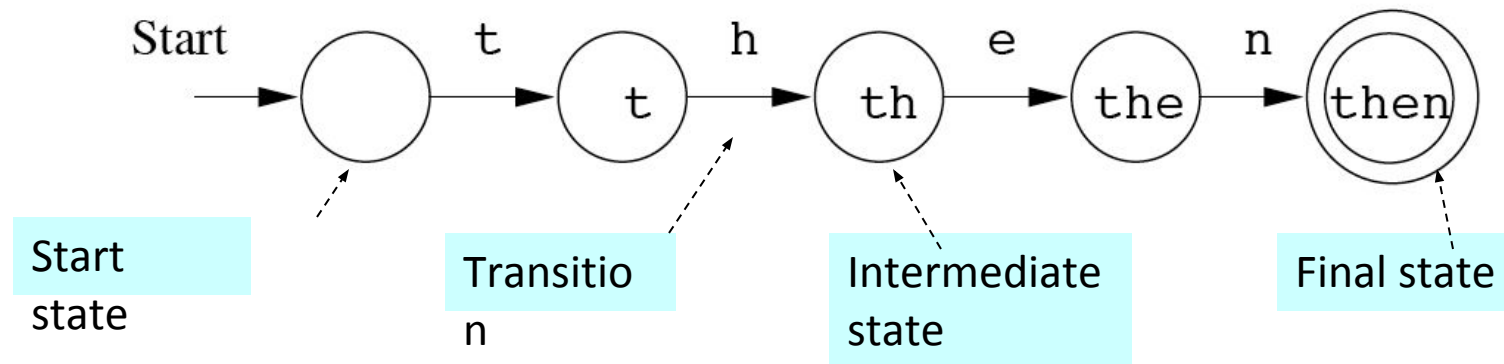 Start t h e n
t th the then
Start
state
Transitio
n
Intermediate
state
Final state